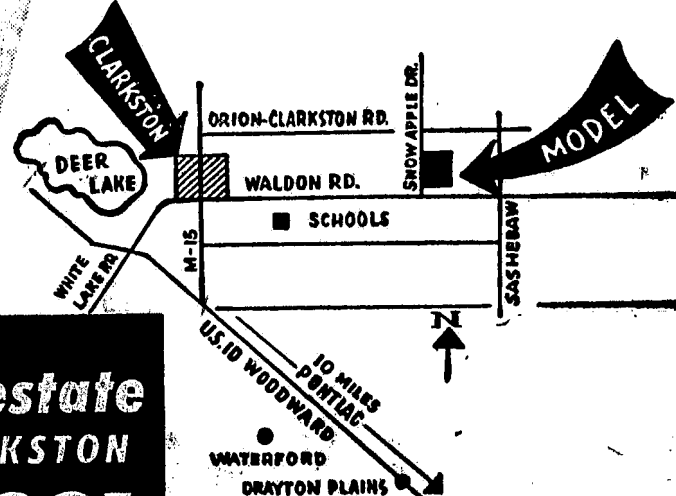 CLARKSTON
ORION-CLARKSTON RD.
SNOW APPLE DR.
MODEL
DEER
LAKE
WALDON RD.
SCHOOLS
M-15
SASHEBAW
WHITE
LAKE RD.
N
U.S.10 WOODWARD
10 MILES
PONTIAC
estate
KSTON
WATERFORD
DRAYTON PLAINS